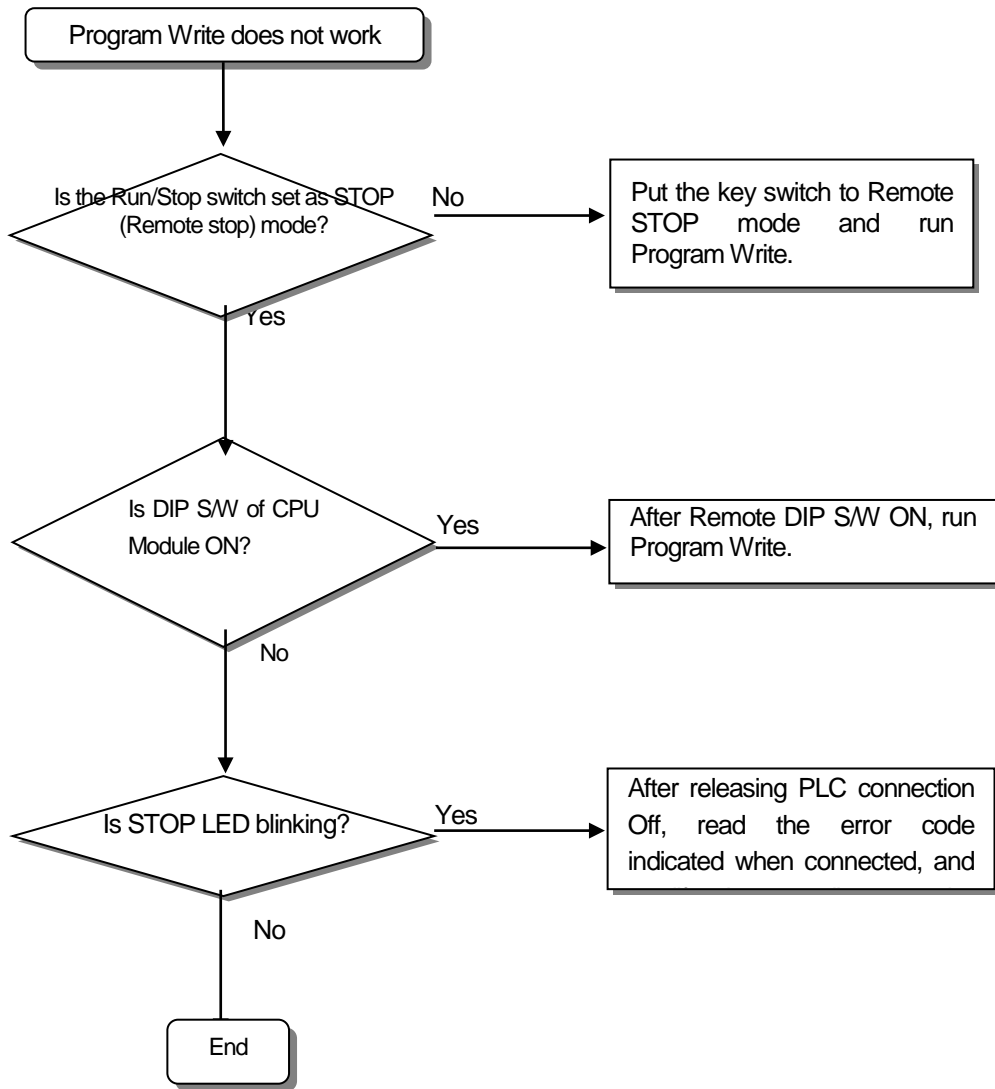 Program Write does not work
Is the Run/Stop switch set as STOP
(Remote stop) mode?
No
Put the key switch to Remote
STOP mode and run
Program Write.
Yes
Is DIP S/W of CPU
Module ON?
Yes
After Remote DIP S/W ON, run
Program Write.
No
Is STOP LED blinking?
Yes
After releasing PLC connection
Off, read the error code
indicated when connected, and
No
End